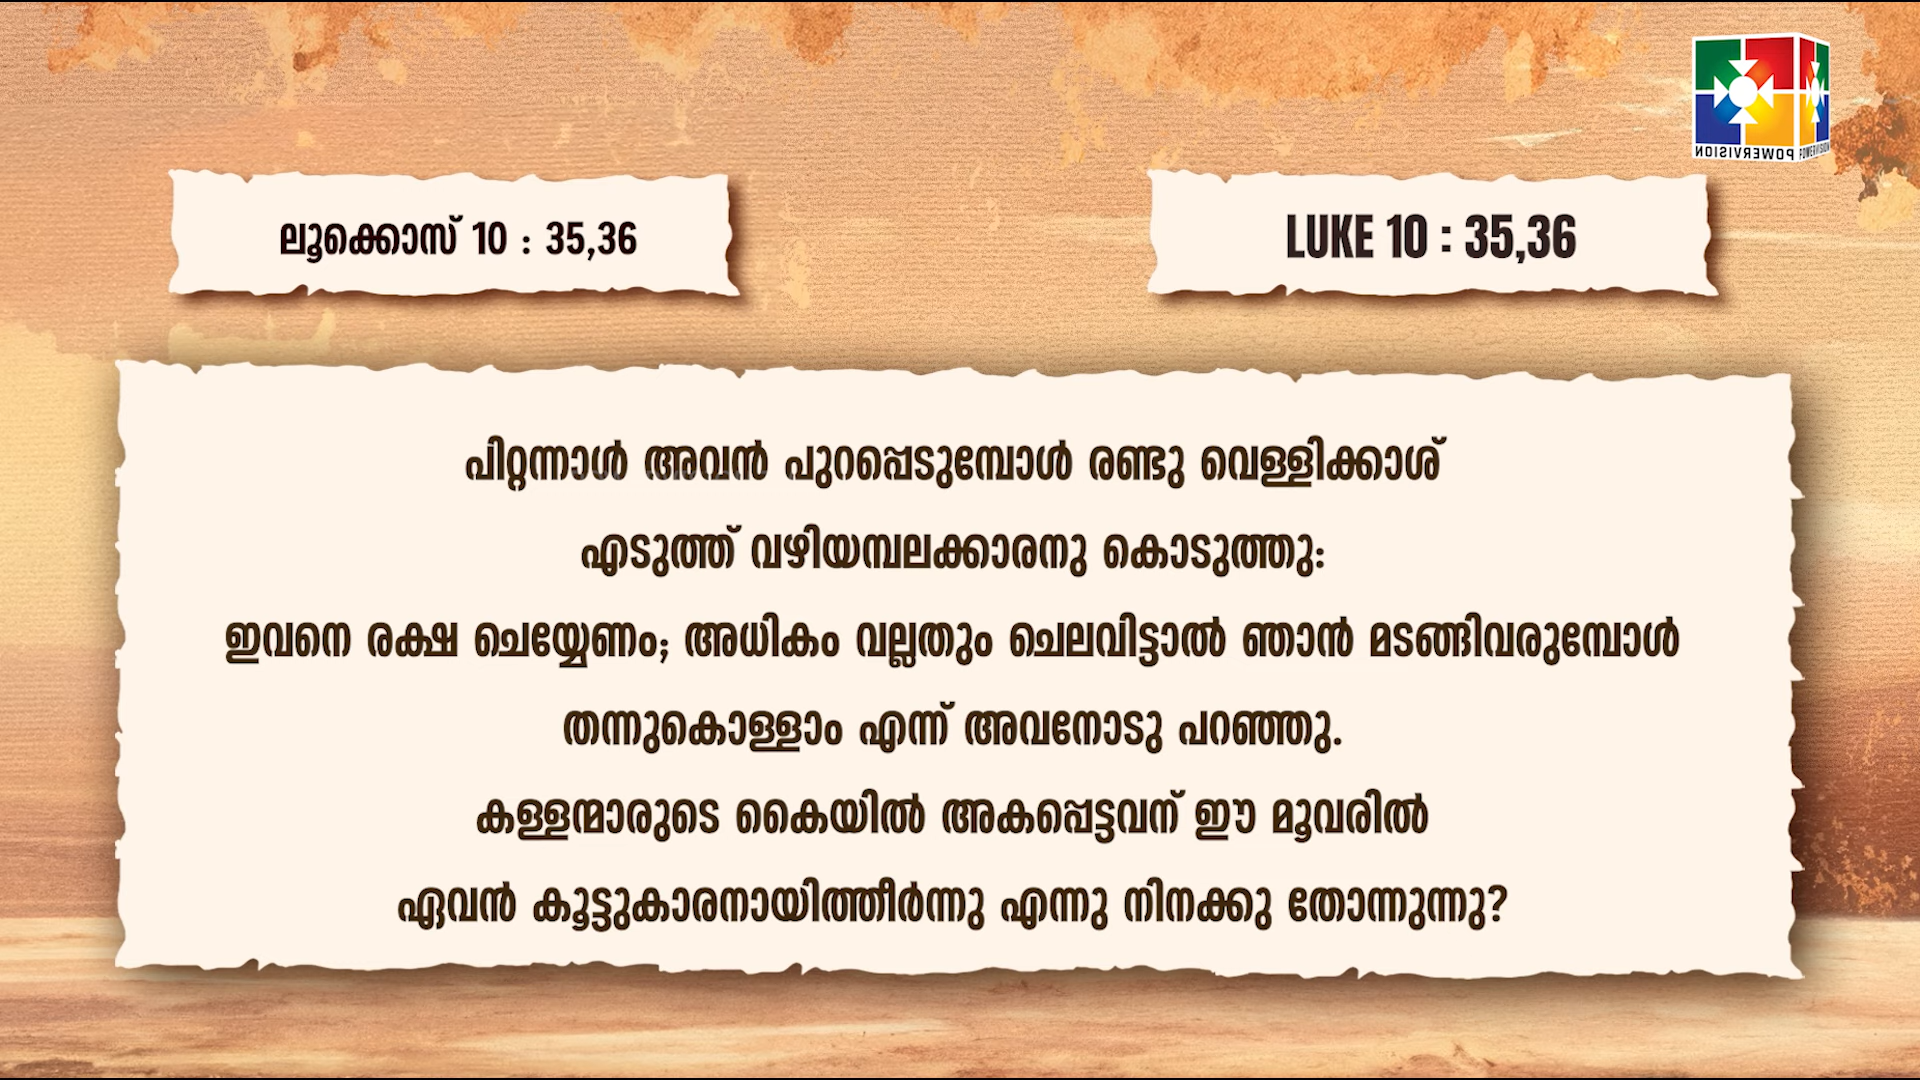 POWERVISION
ലൂക്കൊസ് 10 : 35,36
LUKE 10 : 35,36
പിറ്റന്നാൾ അവൻ പുറപ്പെടുമ്പോൾ രണ്ടു വെള്ളിക്കാശ്
എടുത്ത് വഴിയമ്പലക്കാരനു കൊടുത്തു:
ഇവനെ രക്ഷ ചെയ്യേണം; അധികം വല്ലതും ചെലവിട്ടാൽ ഞാൻ മടങ്ങിവരുമ്പോൾ
തന്നുകൊള്ളാം എന്ന് അവനോടു പറഞ്ഞു.
കള്ളന്മാരുടെ കൈയിൽ അകപ്പെട്ടവന് ഈ മൂവരിൽ
ഏവൻ കൂട്ടുകാരനായിത്തീർന്നു എന്നു നിനക്കു തോന്നുന്നു?